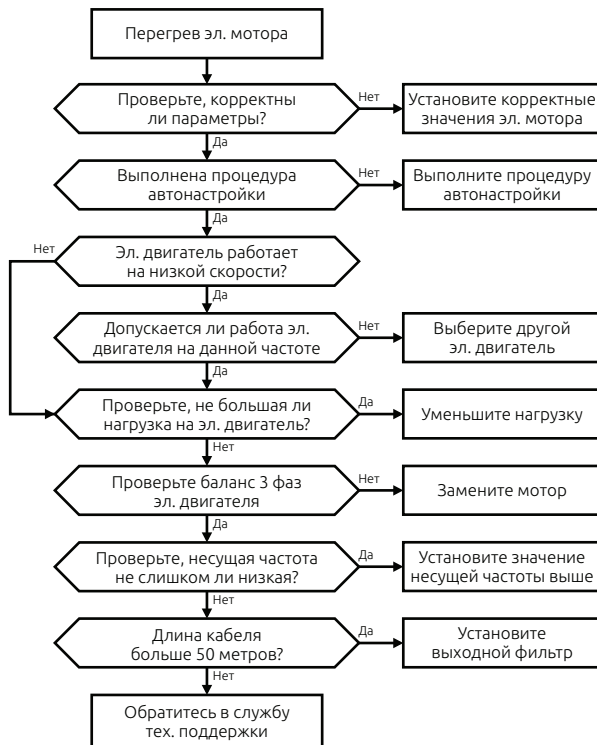 Перегрев эл. мотора
Проверьте, корректны
ли параметры?
Нет
Установите корректные
значения эл. мотора
Да
Выполнена процедура
автонастройки
Нет
Выполните процедуру
автонастройки
Да
Нет
Эл. двигатель работает
на низкой скорости?
Да
Допускается ли работа эл.
двигателя на данной частоте
Нет
Выберите другой
эл. двигатель
Да
Проверьте, не большая ли
нагрузка на эл. двигатель?
Да
Уменьшите нагрузку
Нет
Проверьте баланс 3 фаз
эл. двигателя
Нет
Замените мотор
Да
Проверьте, несущая частота
не слишком ли низкая?
Да
Установите значение
несущей частоты выше
Нет
Длина кабеля
больше 50 метров?
Да
Установите
выходной фильтр
Нет
Обратитесь в службу
тех. поддержки